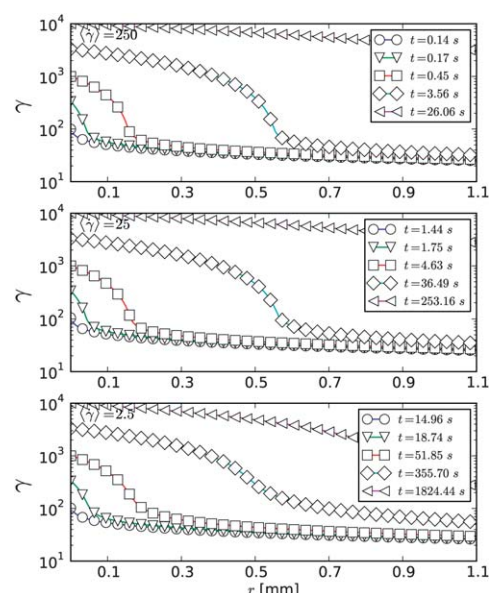 10⁴
⟨γ̇⟩=250
t=0.14 s
t=0.17 s
t=0.45 s
t=3.56 s
t=26.06 s
10³
γ
10²
10¹
0.1 0.3 0.5 0.7 0.9 1.1
10⁴
⟨γ̇⟩=25
t=1.44 s
t=1.75 s
t=4.63 s
t=36.49 s
t=253.16 s
10³
γ
10²
10¹
0.1 0.3 0.5 0.7 0.9 1.1
10⁴
⟨γ̇⟩=2.5
t=14.96 s
t=18.74 s
t=51.85 s
t=355.70 s
t=1824.44 s
10³
γ
10²
10¹
0.1 0.3 0.5 0.7 0.9 1.1
r [mm]